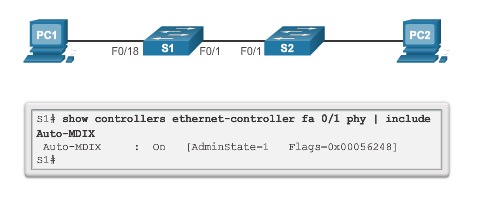 PC1
S1
S2
PC2
F0/18
F0/1
F0/1
S1# show controllers ethernet-controller fa 0/1 phy | include
Auto-MDIX
Auto-MDIX : On [AdminState=1 Flags=0x00056248]
S1#